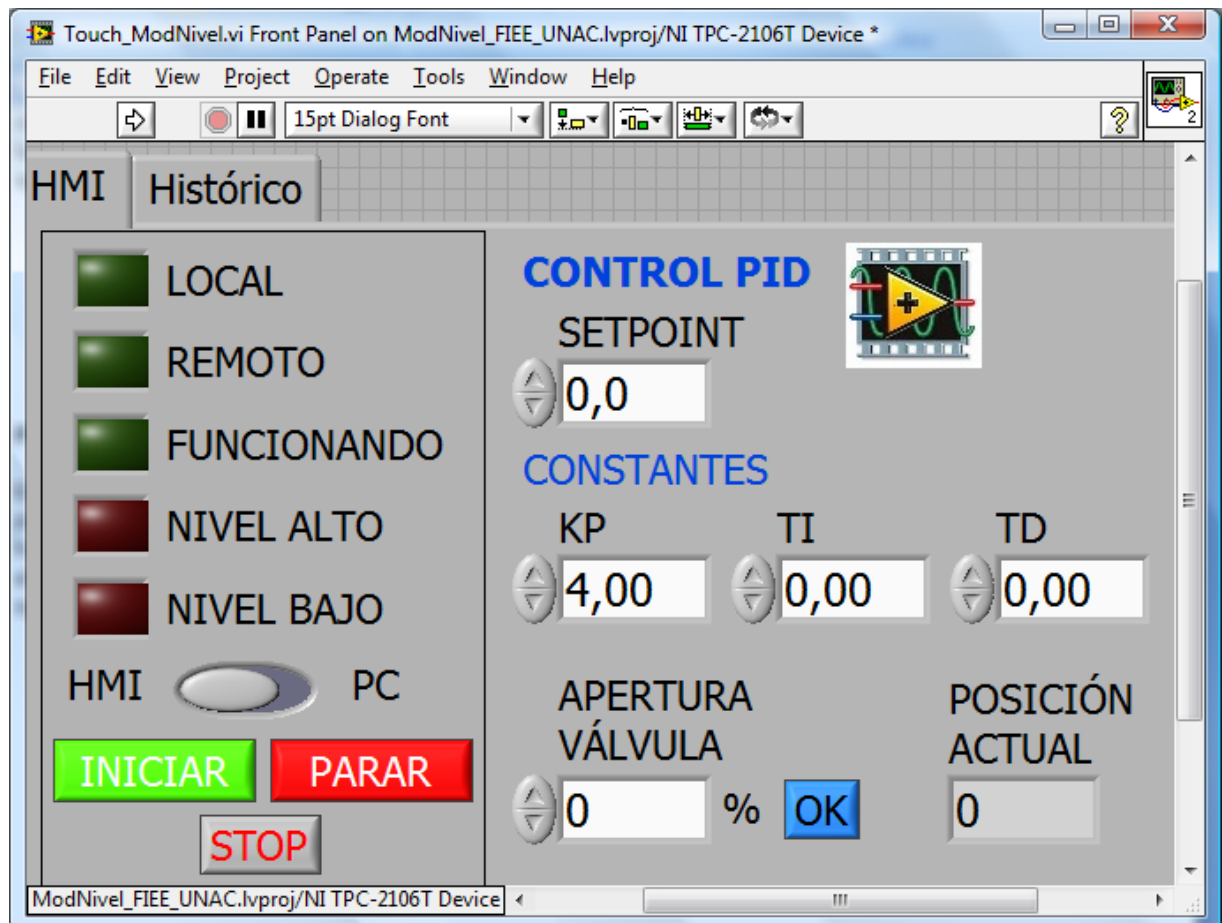 Touch_ModNivel.vi Front Panel on ModNivel_FIEE_UNAC.lvproj/NI TPC-2106T Device *
File Edit View Project Operate Tools Window Help
15pt Dialog Font
2
HMI Histórico
LOCAL
REMOTO
FUNCIONANDO
NIVEL ALTO
NIVEL BAJO
HMI PC
INICIAR PARAR
STOP
CONTROL PID
SETPOINT
0,0
CONSTANTES
KP TI TD
4,00 0,00 0,00
APERTURA
VÁLVULA
0 % OK
POSICIÓN
ACTUAL
0
ModNivel_FIEE_UNAC.lvproj/NI TPC-2106T Device